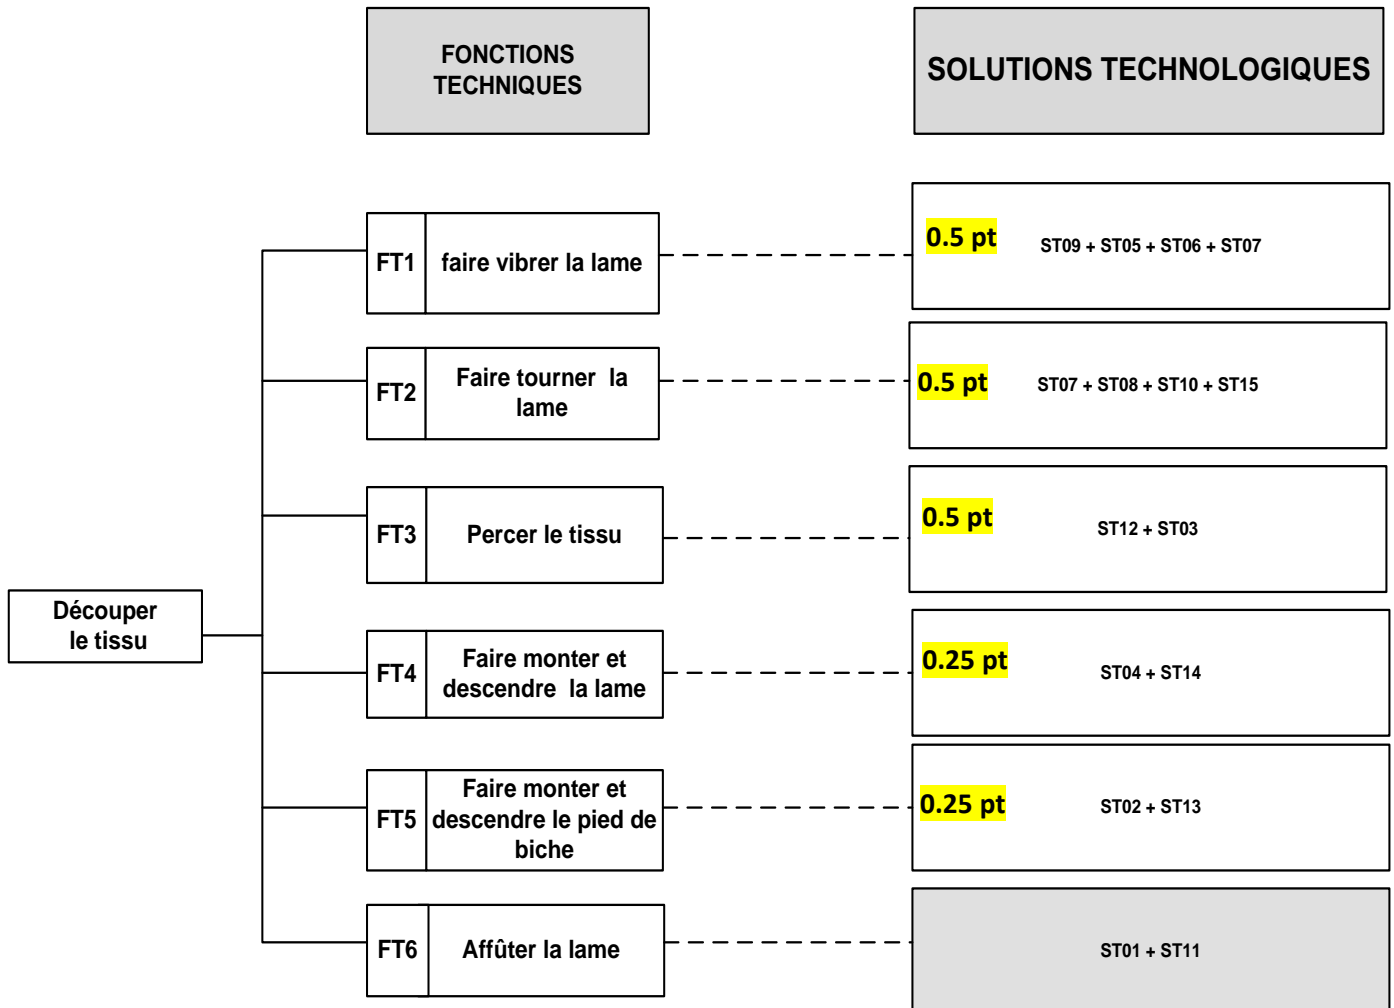 FONCTIONS
TECHNIQUES
SOLUTIONS TECHNOLOGIQUES
FT1
faire vibrer la lame
0.5 pt
ST09 + ST05 + ST06 + ST07
FT2
Faire tourner la
lame
0.5 pt
ST07 + ST08 + ST10 + ST15
FT3
Percer le tissu
0.5 pt
ST12 + ST03
Découper
le tissu
FT4
Faire monter et
descendre la lame
0.25 pt
ST04 + ST14
FT5
Faire monter et
descendre le pied de
biche
0.25 pt
ST02 + ST13
FT6
Affûter la lame
ST01 + ST11